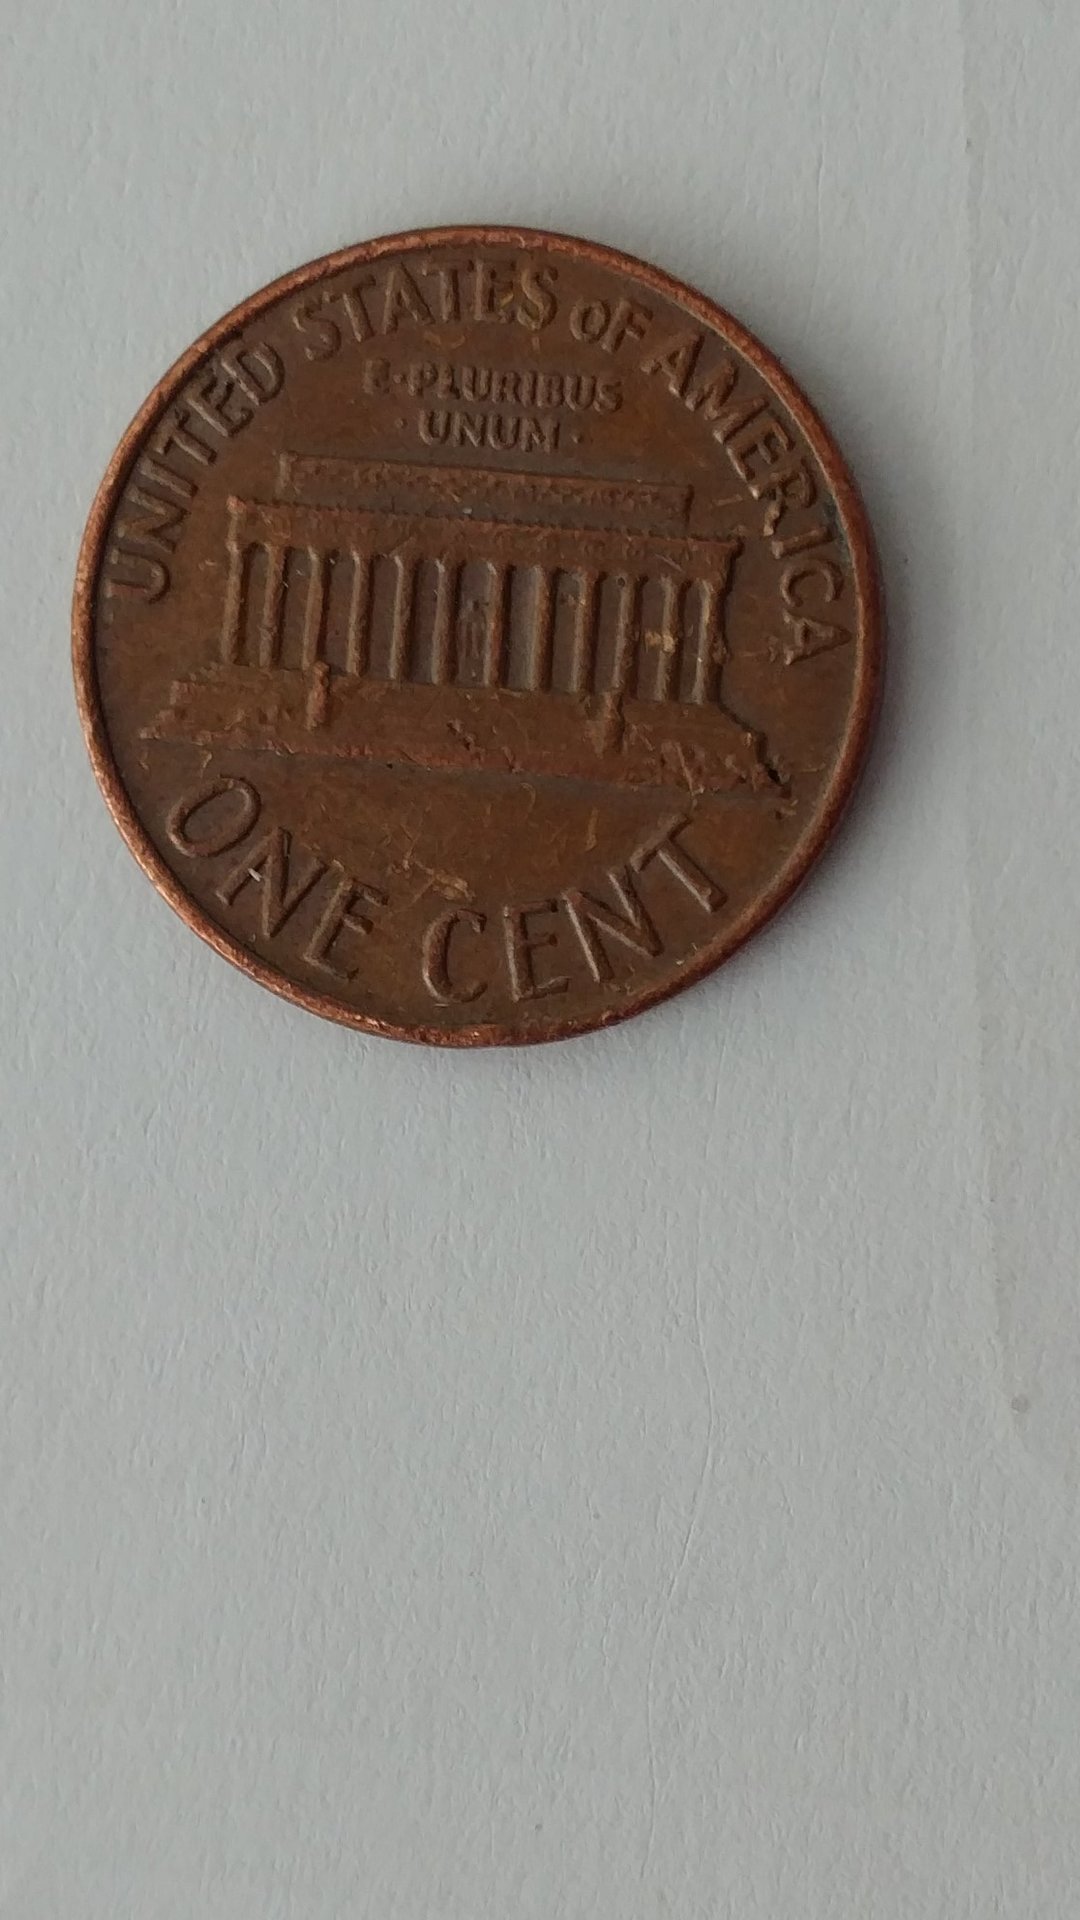 UNITED STATES OF AMERICA
E·PLURIBUS
·UNUM·
ONE CENT